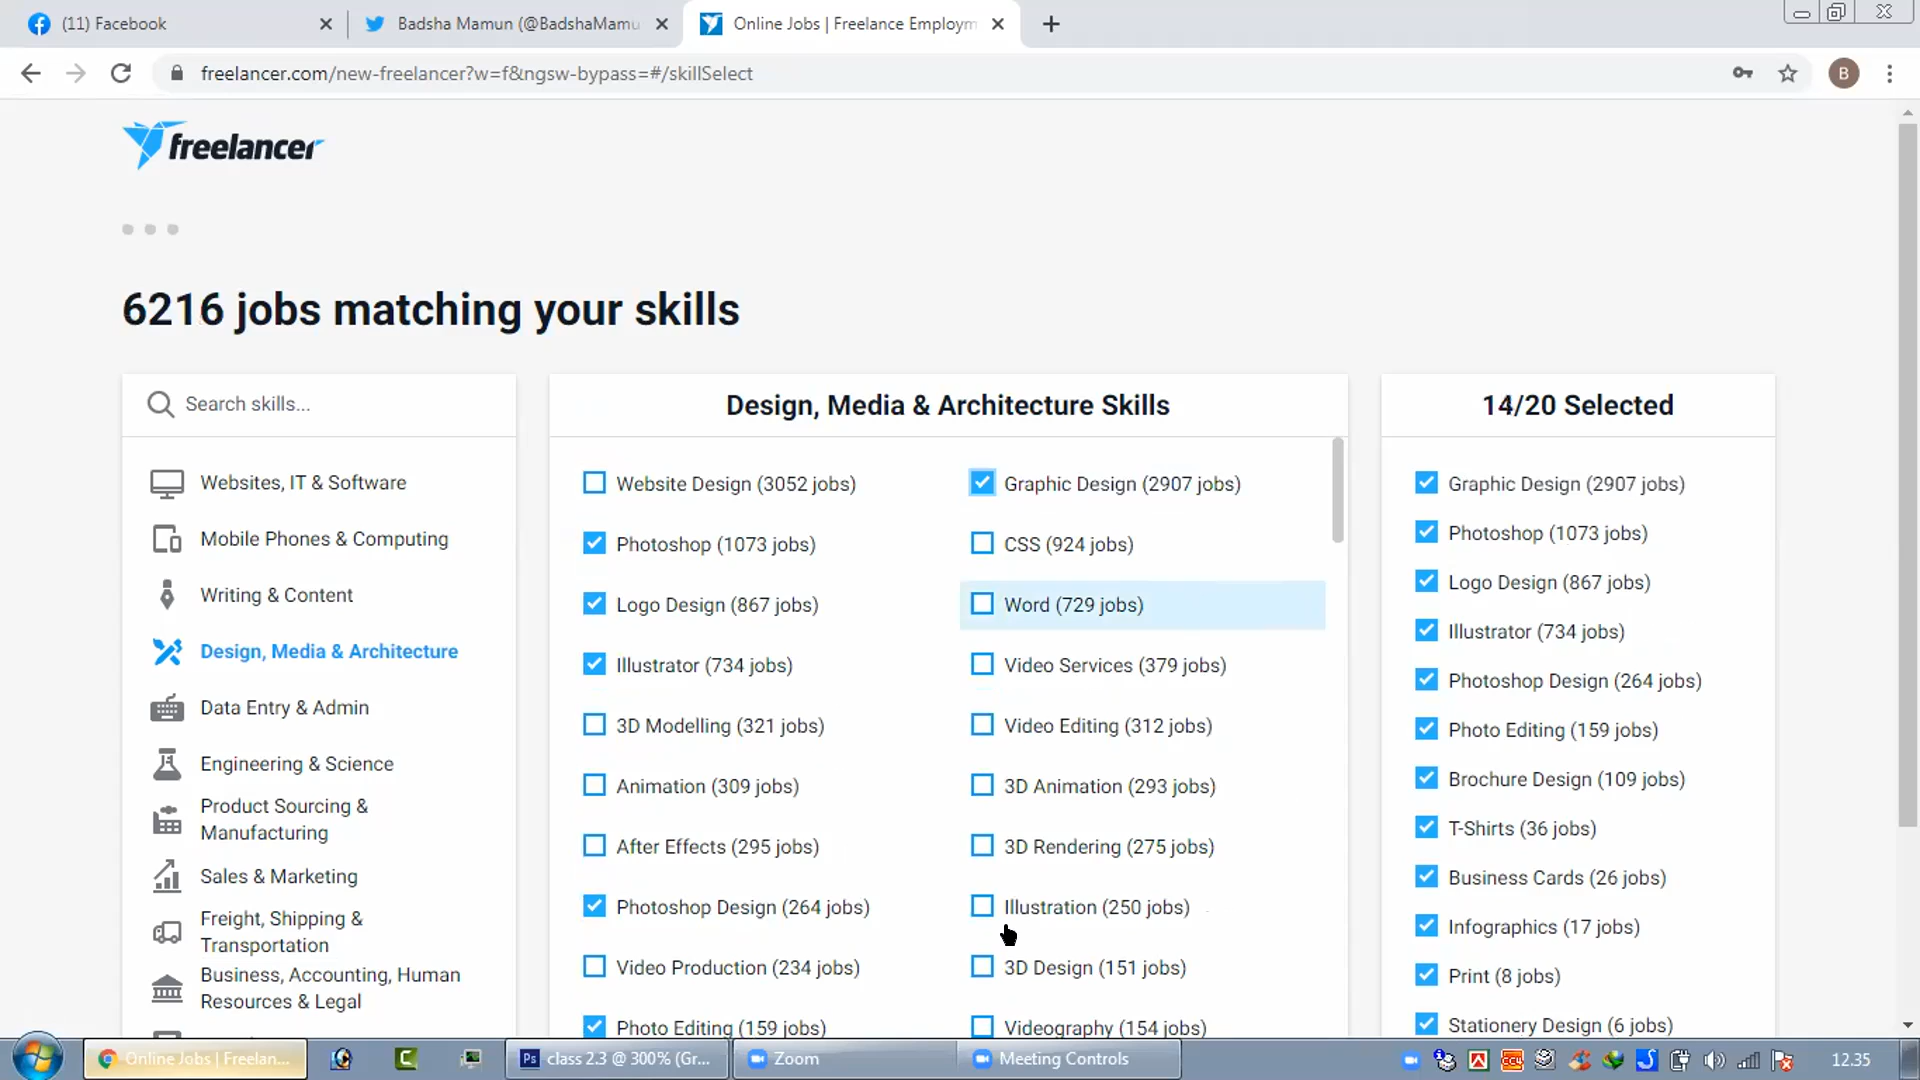 (11) Facebook
Badsha Mamun (@BadshaMamu
Online Jobs | Freelance Employm
freelancer.com/new-freelancer?w=f&ngsw-bypass=#/skillSelect
B
freelancer
6216 jobs matching your skills
Search skills...
Websites, IT & Software
Mobile Phones & Computing
Writing & Content
Design, Media & Architecture
Data Entry & Admin
Engineering & Science
Product Sourcing &
Manufacturing
Sales & Marketing
Freight, Shipping &
Transportation
Business, Accounting, Human
Resources & Legal
Design, Media & Architecture Skills
Website Design (3052 jobs)
Graphic Design (2907 jobs)
Photoshop (1073 jobs)
CSS (924 jobs)
Logo Design (867 jobs)
Word (729 jobs)
Illustrator (734 jobs)
Video Services (379 jobs)
3D Modelling (321 jobs)
Video Editing (312 jobs)
Animation (309 jobs)
3D Animation (293 jobs)
After Effects (295 jobs)
3D Rendering (275 jobs)
Photoshop Design (264 jobs)
Illustration (250 jobs)
Video Production (234 jobs)
3D Design (151 jobs)
Photo Editing (159 jobs)
Videography (154 jobs)
14/20 Selected
Graphic Design (2907 jobs)
Photoshop (1073 jobs)
Logo Design (867 jobs)
Illustrator (734 jobs)
Photoshop Design (264 jobs)
Photo Editing (159 jobs)
Brochure Design (109 jobs)
T-Shirts (36 jobs)
Business Cards (26 jobs)
Infographics (17 jobs)
Print (8 jobs)
Stationery Design (6 jobs)
Online Jobs | Freelan...
Ps class 2.3 @ 300% (Gr...
Zoom
Meeting Controls
12.35